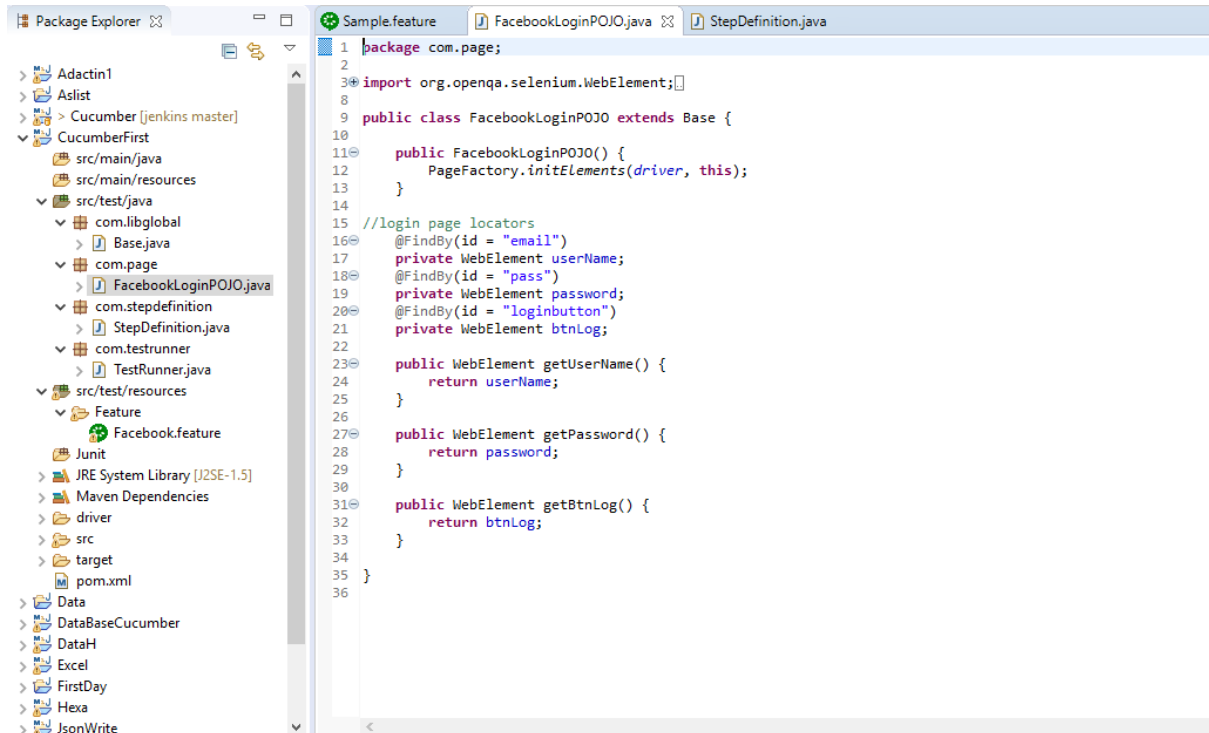 Package Explorer
Adactin1
Aslist
> Cucumber [jenkins master]
CucumberFirst
src/main/java
src/main/resources
src/test/java
com.libglobal
Base.java
com.page
FacebookLoginPOJO.java
com.stepdefinition
StepDefinition.java
com.testrunner
TestRunner.java
src/test/resources
Feature
Facebook.feature
Junit
JRE System Library [J2SE-1.5]
Maven Dependencies
driver
src
target
pom.xml
Data
DataBaseCucumber
DataH
Excel
FirstDay
Hexa
JsonWrite
Sample.feature FacebookLoginPOJO.java StepDefinition.java
1 package com.page;
2
3 import org.openqa.selenium.WebElement;
8
9 public class FacebookLoginPOJO extends Base {
10
11 public FacebookLoginPOJO() {
12 PageFactory.initElements(driver, this);
13 }
14
15 //login page locators
16 @FindBy(id = "email")
17 private WebElement userName;
18 @FindBy(id = "pass")
19 private WebElement password;
20 @FindBy(id = "loginbutton")
21 private WebElement btnLog;
22
23 public WebElement getUserName() {
24 return userName;
25 }
26
27 public WebElement getPassword() {
28 return password;
29 }
30
31 public WebElement getBtnLog() {
32 return btnLog;
33 }
34
35 }
36